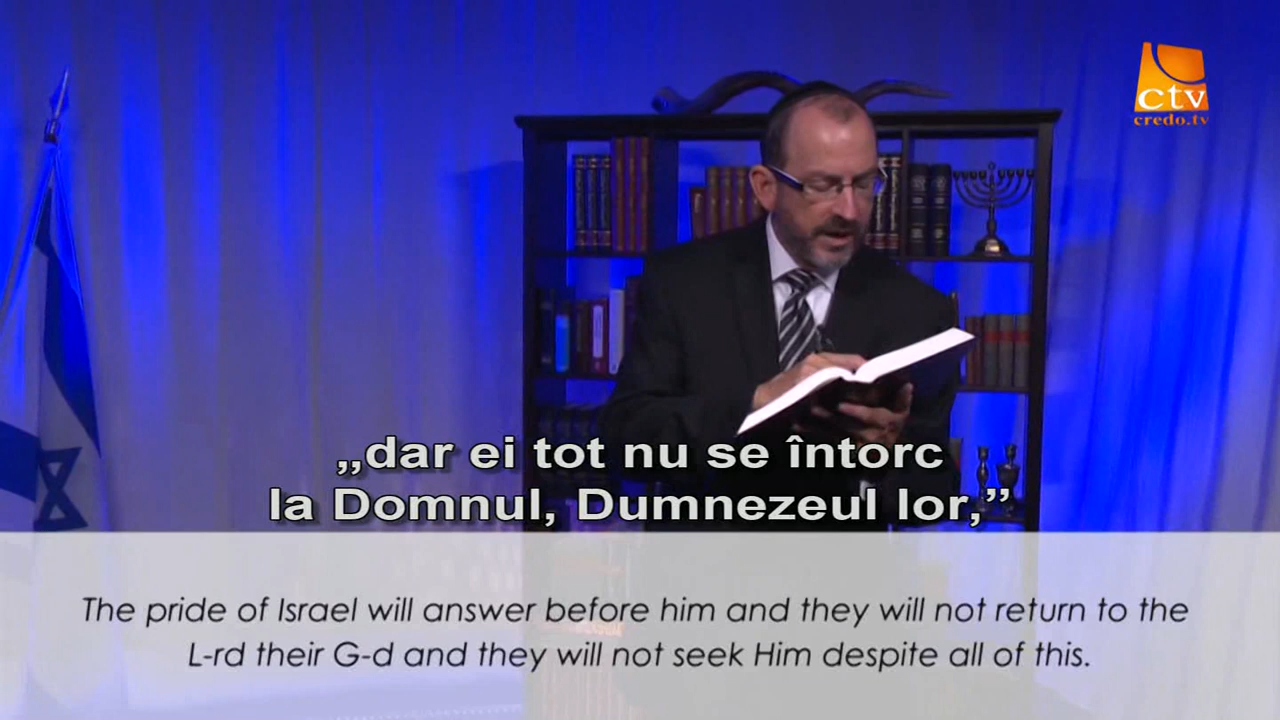 ctv
credo.tv
„dar ei tot nu se întorc
la Domnul, Dumnezeul lor,”
The pride of Israel will answer before him and they will not return to the
L-rd their G-d and they will not seek Him despite all of this.